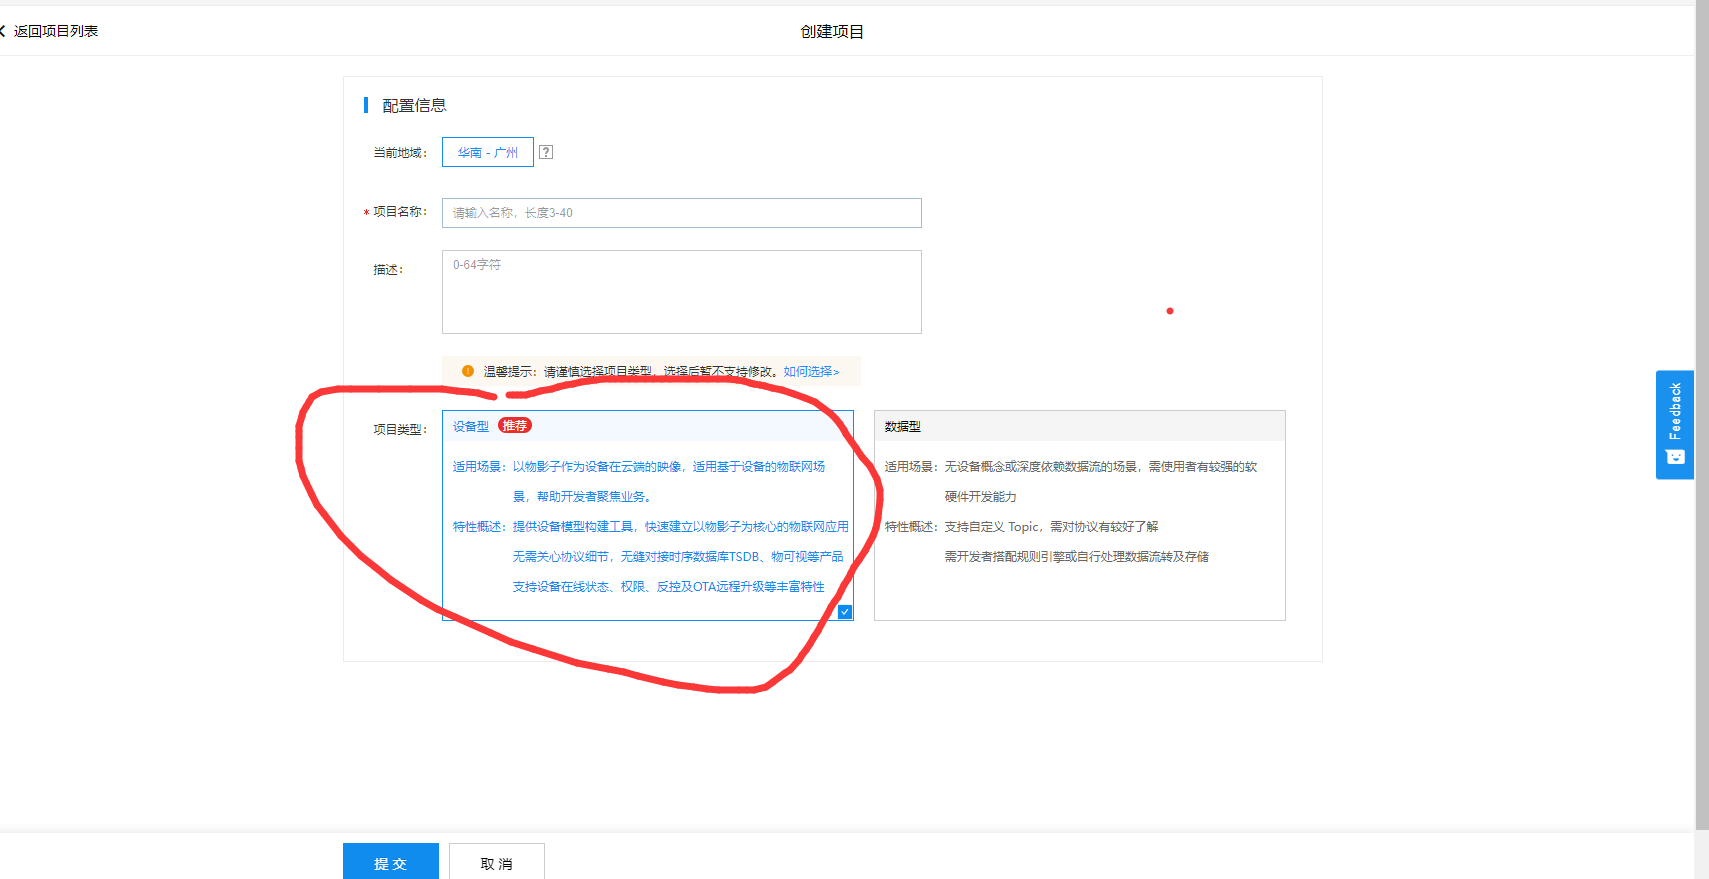 返回项目列表
创建项目
配置信息
当前地域：
华南 - 广州
?
* 项目名称：
请输入名称，长度3-40
描述：
0-64字符
温馨提示：请谨慎选择项目类型，选择后暂不支持修改。如何选择>
项目类型：
设备型 推荐
适用场景：以物影子作为设备在云端的映像，适用基于设备的物联网场
景，帮助开发者聚焦业务。
特性概述：提供设备模型构建工具，快速建立以物影子为核心的物联网应用
无需关心协议细节，无缝对接时序数据库TSDB、物可视等产品
支持设备在线状态、权限、反控及OTA远程升级等丰富特性
数据型
适用场景：无设备概念或深度依赖数据流的场景，需使用者有较强的软
硬件开发能力
特性概述：支持自定义 Topic，需对协议有较好了解
需开发者搭配规则引擎或自行处理数据流转及存储
Feedback
提交
取消